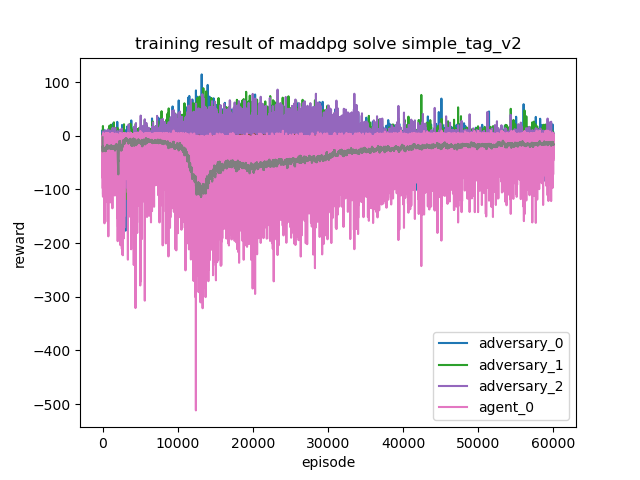 training result of maddpg solve simple_tag_v2
100
0
−100
−200
−300
−400
−500
reward
0
10000
20000
30000
40000
50000
60000
episode
adversary_0
adversary_1
adversary_2
agent_0